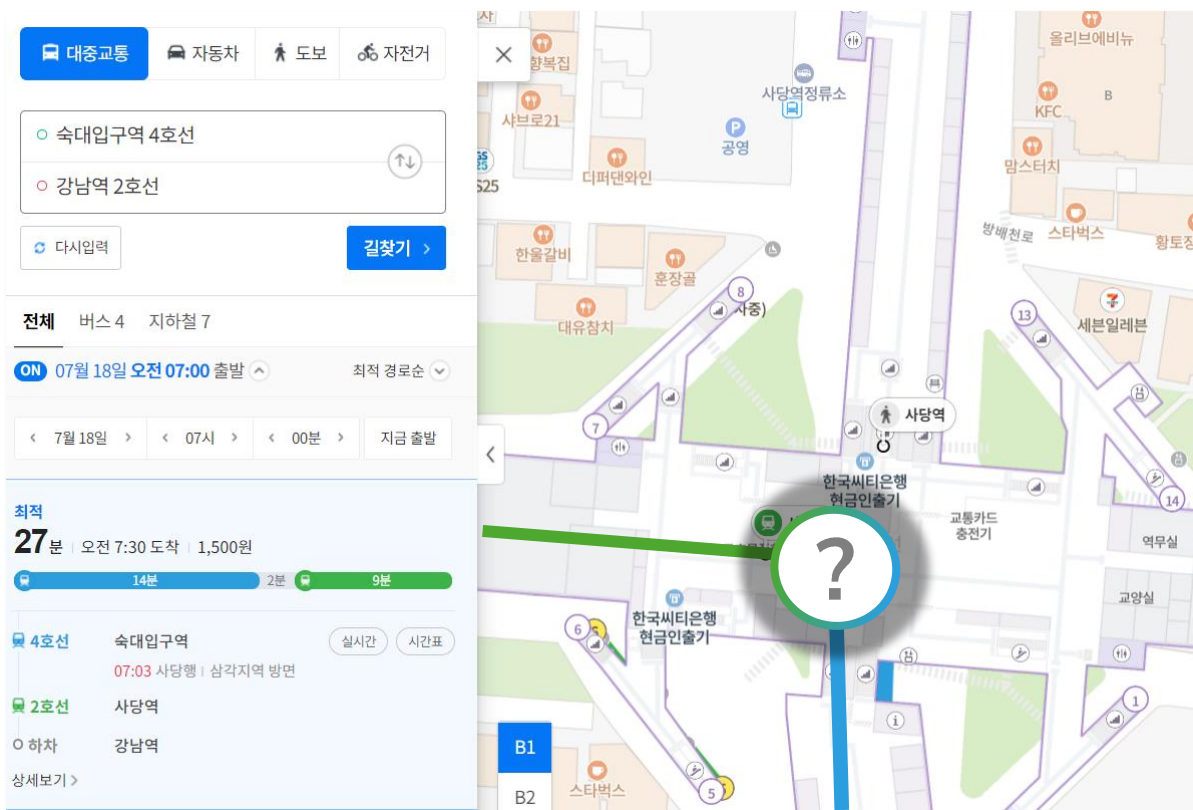 대중교통
자동차
도보
자전거
숙대입구역 4호선
강남역 2호선
다시입력
길찾기
전체
버스 4
지하철 7
ON 07월 18일 오전 07:00 출발
최적 경로순
7월 18일
07시
00분
지금 출발
최적
27분 오전 7:30 도착 1,500원
14분
2분
9분
4호선 숙대입구역
실시간
시간표
07:03 사당행 삼각지역 방면
2호선 사당역
하차 강남역
상세보기
향복집
샤브로21
GS25
S25
디퍼댄와인
사당역정류소
P
공영
올리브에비뉴
B
KFC
맘스터치
방배천로
스타벅스
한울갈비
훈장골
대유참치
8
7
13
세븐일레븐
사당역
한국씨티은행
현금인출기
교통카드
충전기
14
역무실
교양실
?
한국씨티은행
현금인출기
6
1
i
5
B1
B2
스타벅스